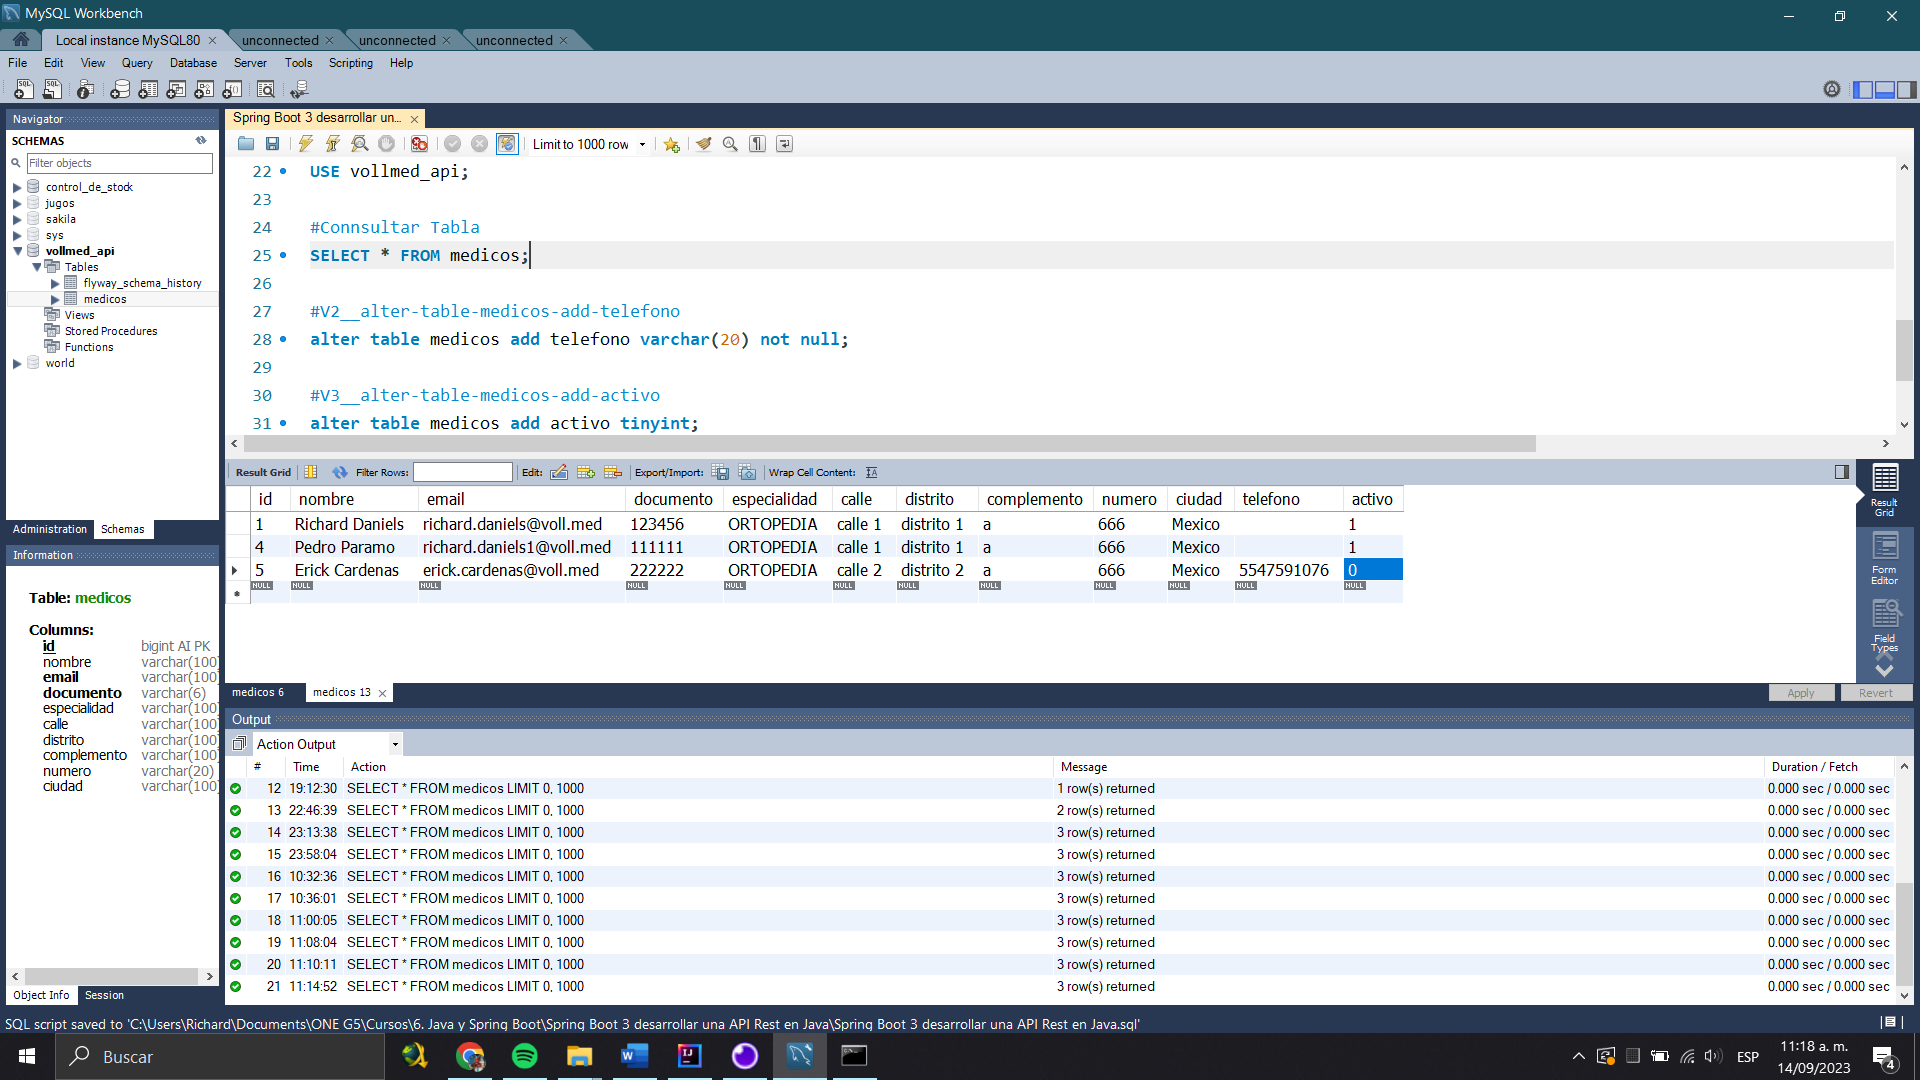 MySQL Workbench
Local instance MySQL80
unconnected
unconnected
unconnected
File Edit View Query Database Server Tools Scripting Help
Navigator
SCHEMAS
Filter objects
control_de_stock
jugos
sakila
sys
vollmed_api
Tables
flyway_schema_history
medicos
Views
Stored Procedures
Functions
world
Administration Schemas
Information
Table: medicos
Columns:
id bigint AI PK
nombre varchar(100)
email varchar(100)
documento varchar(6)
especialidad varchar(100)
calle varchar(100)
distrito varchar(100)
complemento varchar(100)
numero varchar(20)
ciudad varchar(100)
Object Info Session
Spring Boot 3 desarrollar un...
Limit to 1000 row
22 USE vollmed_api;
23
24 #Connsultar Tabla
25 SELECT * FROM medicos;
26
27 #V2__alter-table-medicos-add-telefono
28 alter table medicos add telefono varchar(20) not null;
29
30 #V3__alter-table-medicos-add-activo
31 alter table medicos add activo tinyint;
Result Grid Filter Rows: Edit: Export/Import: Wrap Cell Content:
id nombre email documento especialidad calle distrito complemento numero ciudad telefono activo
1 Richard Daniels richard.daniels@voll.med 123456 ORTOPEDIA calle 1 distrito 1 a 666 Mexico 1
4 Pedro Paramo richard.daniels1@voll.med 111111 ORTOPEDIA calle 1 distrito 1 a 666 Mexico 1
5 Erick Cardenas erick.cardenas@voll.med 222222 ORTOPEDIA calle 2 distrito 2 a 666 Mexico 5547591076 0
NULL NULL NULL NULL NULL NULL NULL NULL NULL NULL NULL NULL
Result Grid
Form Editor
Field Types
medicos 6 medicos 13
Apply Revert
Output
Action Output
# Time Action Message Duration / Fetch
12 19:12:30 SELECT * FROM medicos LIMIT 0, 1000 1 row(s) returned 0.000 sec / 0.000 sec
13 22:46:39 SELECT * FROM medicos LIMIT 0, 1000 2 row(s) returned 0.000 sec / 0.000 sec
14 23:13:38 SELECT * FROM medicos LIMIT 0, 1000 3 row(s) returned 0.000 sec / 0.000 sec
15 23:58:04 SELECT * FROM medicos LIMIT 0, 1000 3 row(s) returned 0.000 sec / 0.000 sec
16 10:32:36 SELECT * FROM medicos LIMIT 0, 1000 3 row(s) returned 0.000 sec / 0.000 sec
17 10:36:01 SELECT * FROM medicos LIMIT 0, 1000 3 row(s) returned 0.000 sec / 0.000 sec
18 11:00:05 SELECT * FROM medicos LIMIT 0, 1000 3 row(s) returned 0.000 sec / 0.000 sec
19 11:08:04 SELECT * FROM medicos LIMIT 0, 1000 3 row(s) returned 0.000 sec / 0.000 sec
20 11:10:11 SELECT * FROM medicos LIMIT 0, 1000 3 row(s) returned 0.000 sec / 0.000 sec
21 11:14:52 SELECT * FROM medicos LIMIT 0, 1000 3 row(s) returned 0.000 sec / 0.000 sec
SQL script saved to 'C:\Users\Richard\Documents\ONE G5\Cursos\6. Java y Spring Boot\Spring Boot 3 desarrollar una API Rest en Java\Spring Boot 3 desarrollar una API Rest en Java.sql'
Buscar
ESP
11:18 a. m.
14/09/2023
4